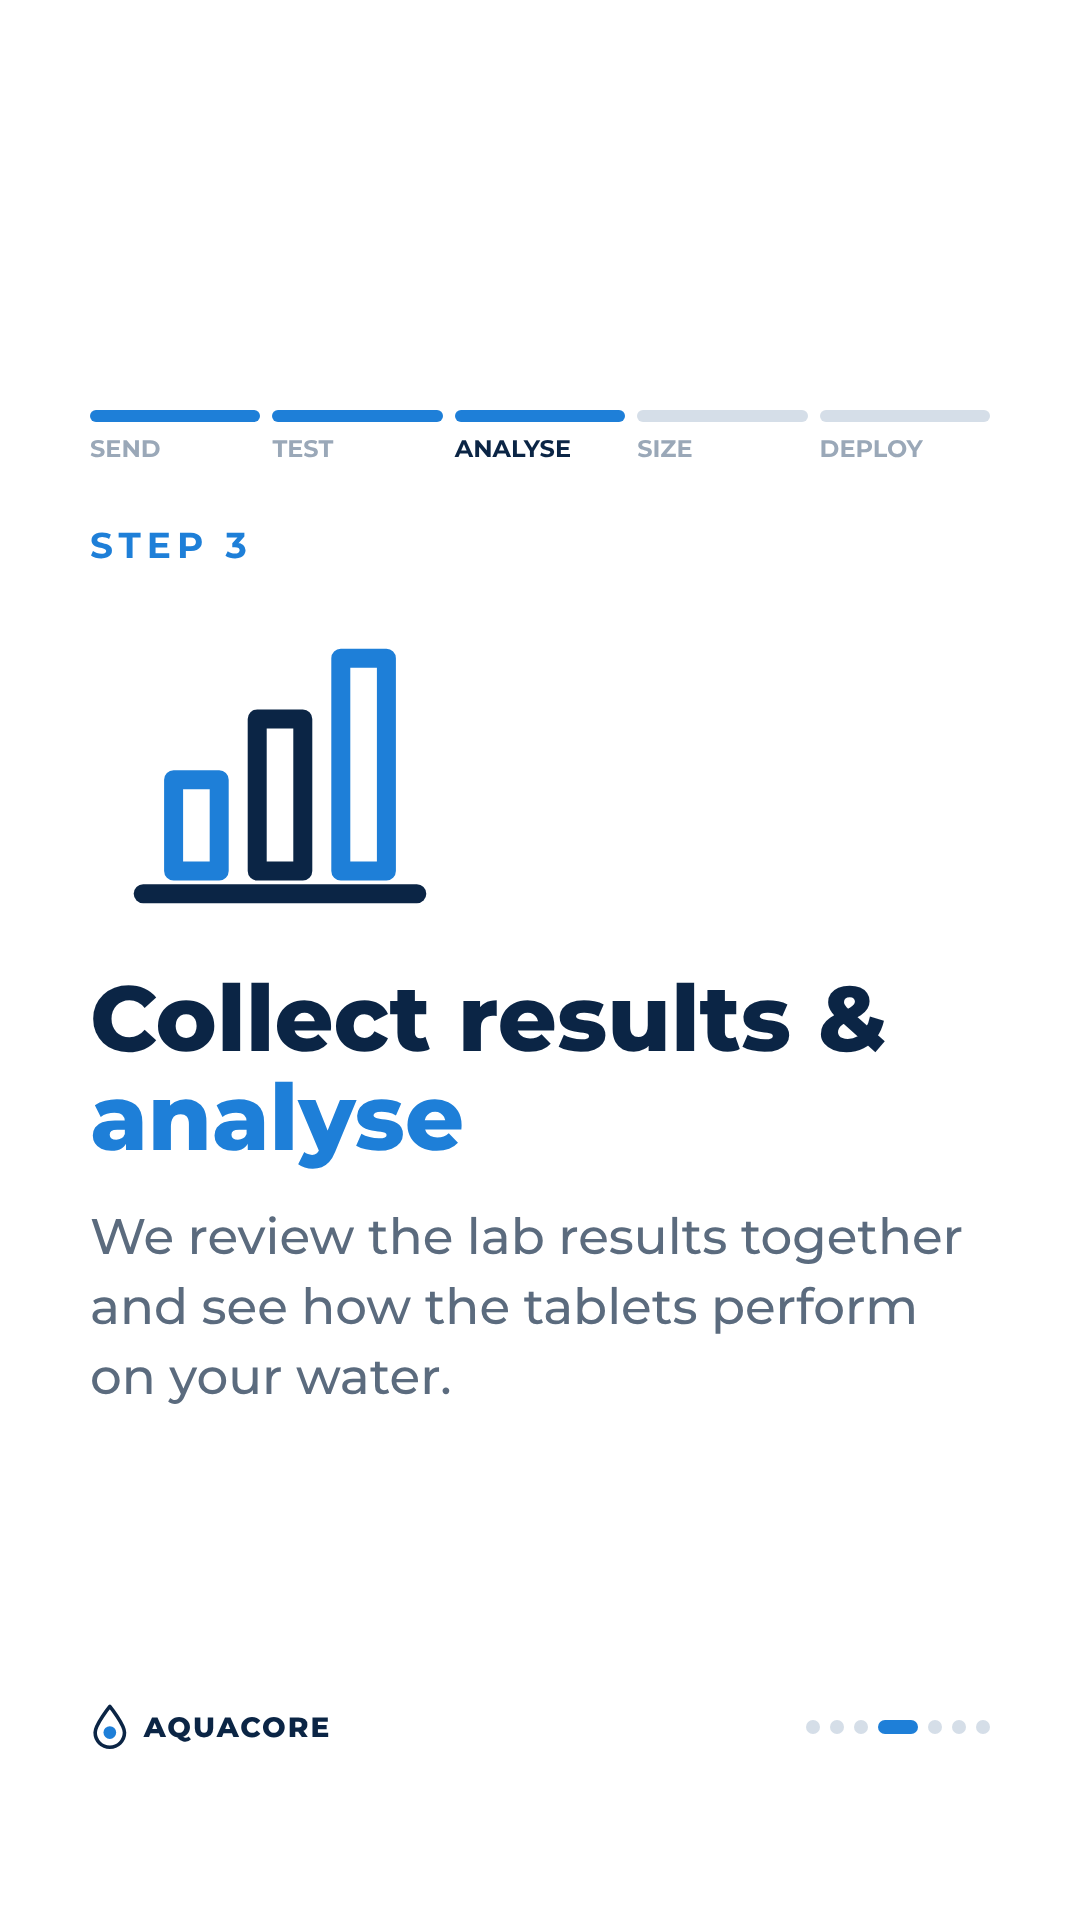 SEND TEST ANALYSE SIZE DEPLOY
STEP 3
Collect results &
analyse
We review the lab results together
and see how the tablets perform
on your water.
AQUACORE